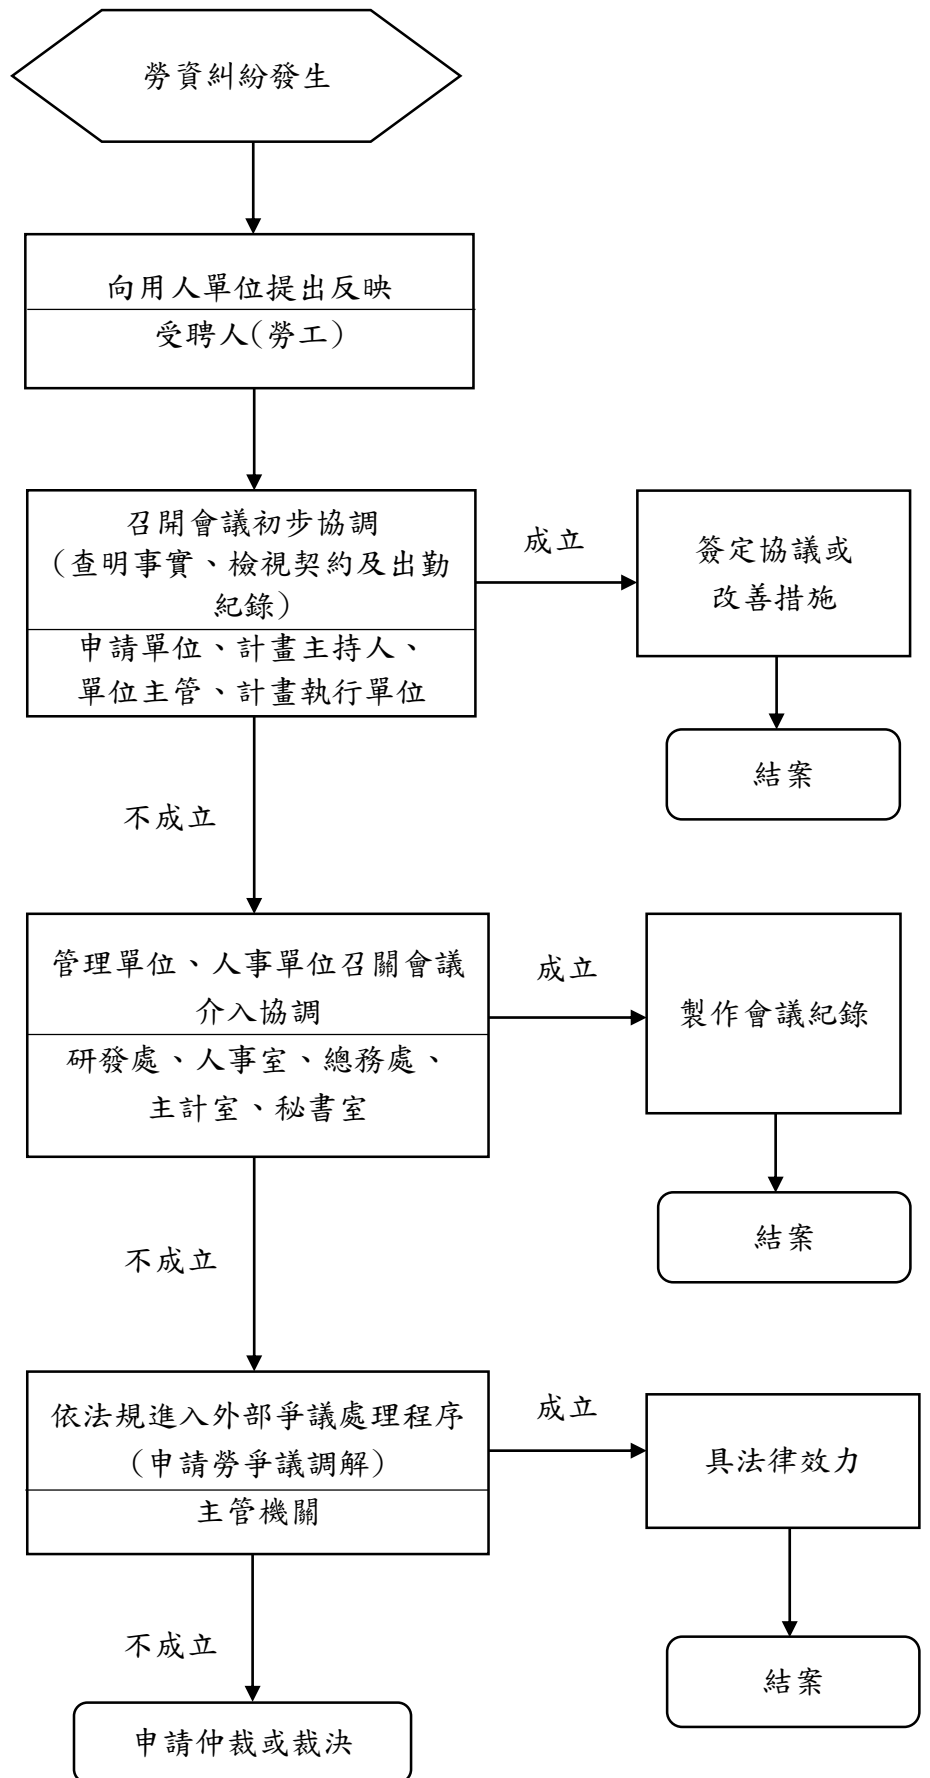 勞資糾紛發生
向用人單位提出反映
受聘人(勞工)
召開會議初步協調
(查明事實、檢視契約及出勤
紀錄)
申請單位、計畫主持人、
單位主管、計畫執行單位
成立
簽定協議或
改善措施
結案
不成立
管理單位、人事單位召關會議
介入協調
研發處、人事室、總務處、
主計室、秘書室
成立
製作會議紀錄
結案
不成立
依法規進入外部爭議處理程序
(申請勞爭議調解)
主管機關
成立
具法律效力
結案
不成立
申請仲裁或裁決